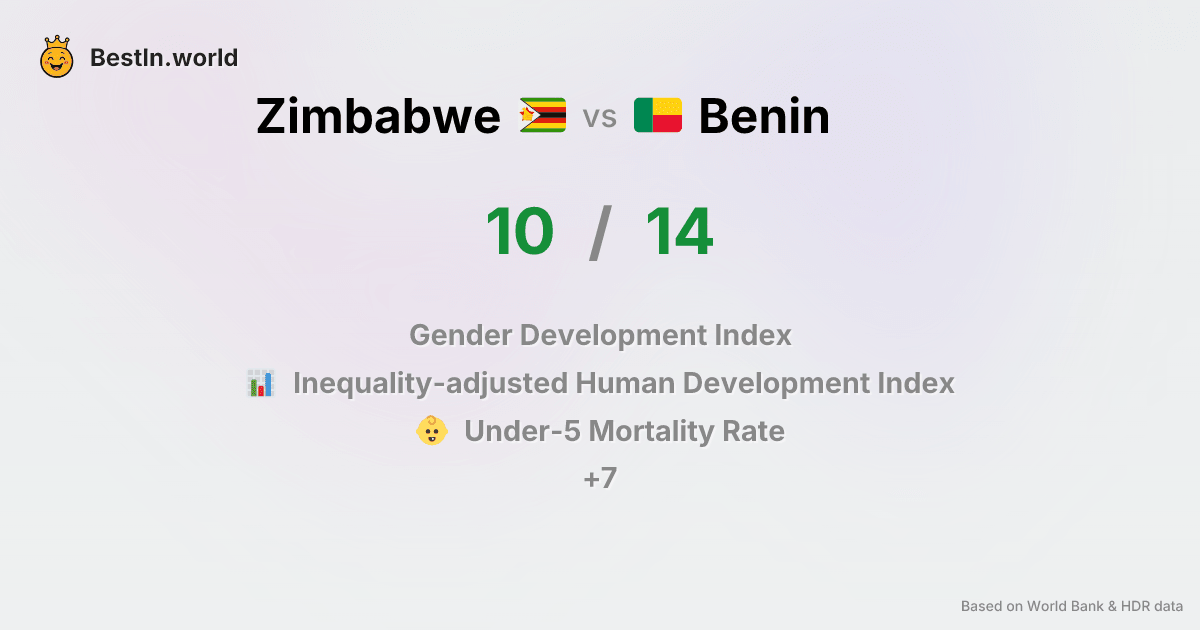 BestIn.world
Zimbabwe vs Benin
10 / 14
Gender Development Index
Inequality-adjusted Human Development Index
Under-5 Mortality Rate
+7
Based on World Bank & HDR data